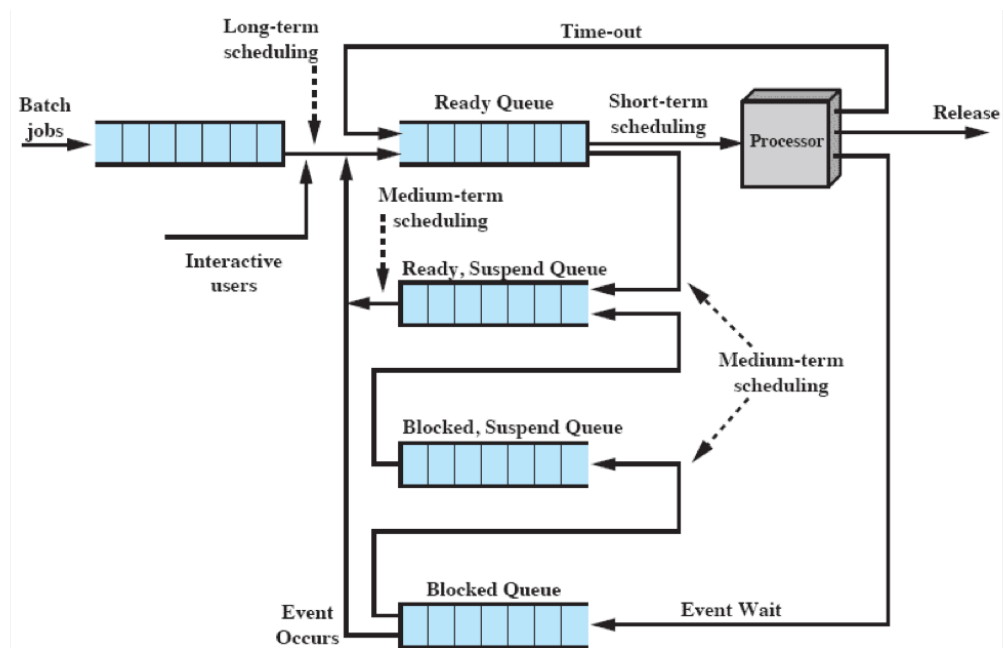 Long-term
scheduling
Time-out
Batch
jobs
Ready Queue
Short-term
scheduling
Processor
Release
Medium-term
scheduling
Interactive
users
Ready, Suspend Queue
Medium-term
scheduling
Blocked, Suspend Queue
Blocked Queue
Event
Occurs
Event Wait